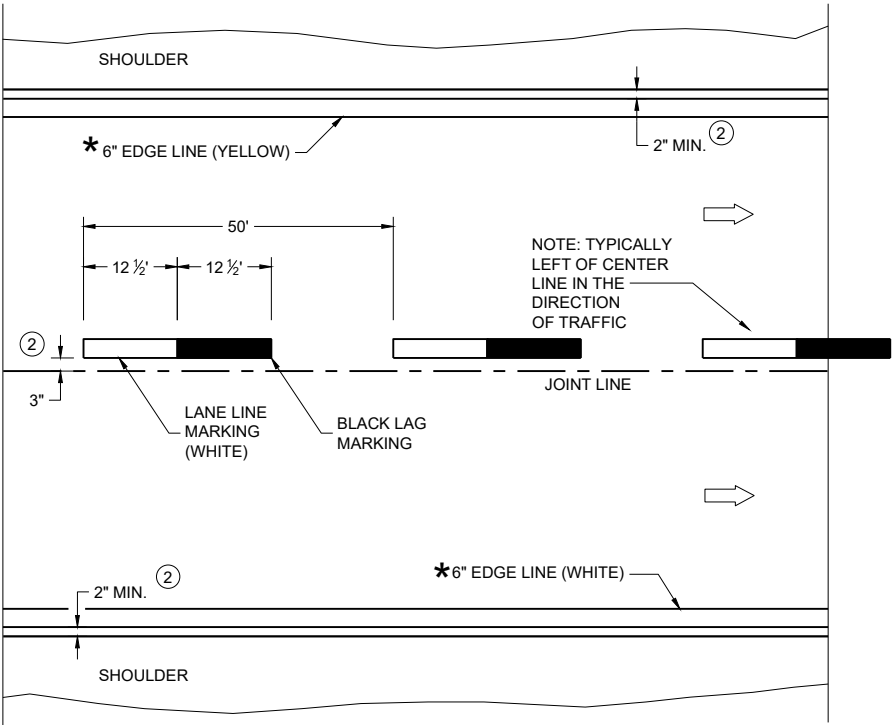 SHOULDER
* 6" EDGE LINE (YELLOW)
2" MIN. 2
50'
12 ½' 12 ½'
NOTE: TYPICALLY
LEFT OF CENTER
LINE IN THE
DIRECTION
OF TRAFFIC
2
3"
JOINT LINE
LANE LINE
MARKING
(WHITE)
BLACK LAG
MARKING
* 6" EDGE LINE (WHITE)
2" MIN. 2
SHOULDER